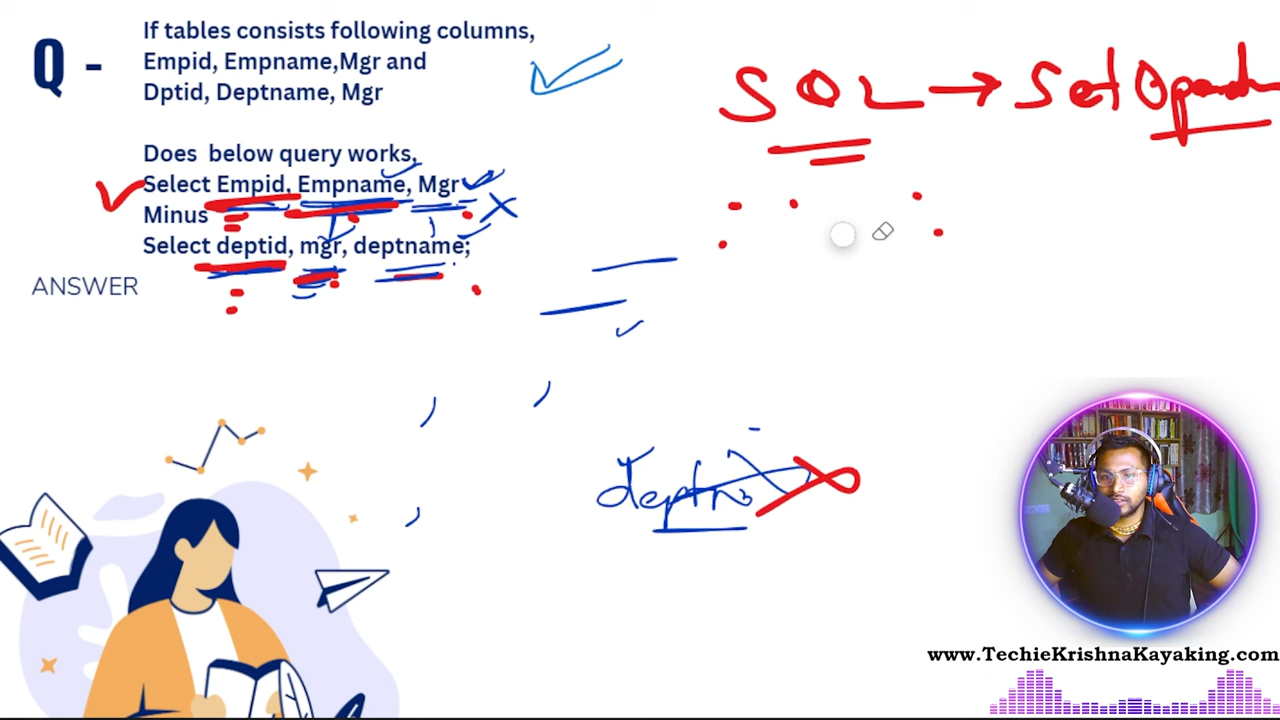 Q -
If tables consists following columns,
Empid, Empname,Mgr and
Dptid, Deptname, Mgr
Does below query works,
Select Empid, Empname, Mgr
Minus
Select deptid, mgr, deptname;
ANSWER
SQL → Set
deptno
www.TechieKrishnaKayaking.com